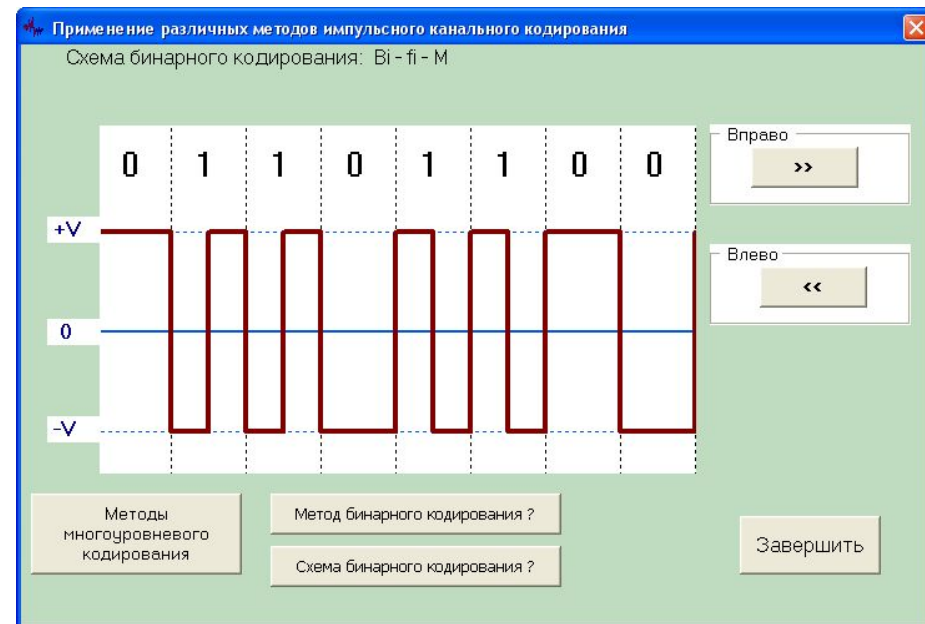 Применение различных методов импульсного канального кодирования
Схема бинарного кодирования: Bi - fi - M
0 1 1 0 1 1 0 0
Вправо
>>
+V
Влево
<<
0
-V
Методы
многоуровневого
кодирования
Метод бинарного кодирования ?
Схема бинарного кодирования ?
Завершить